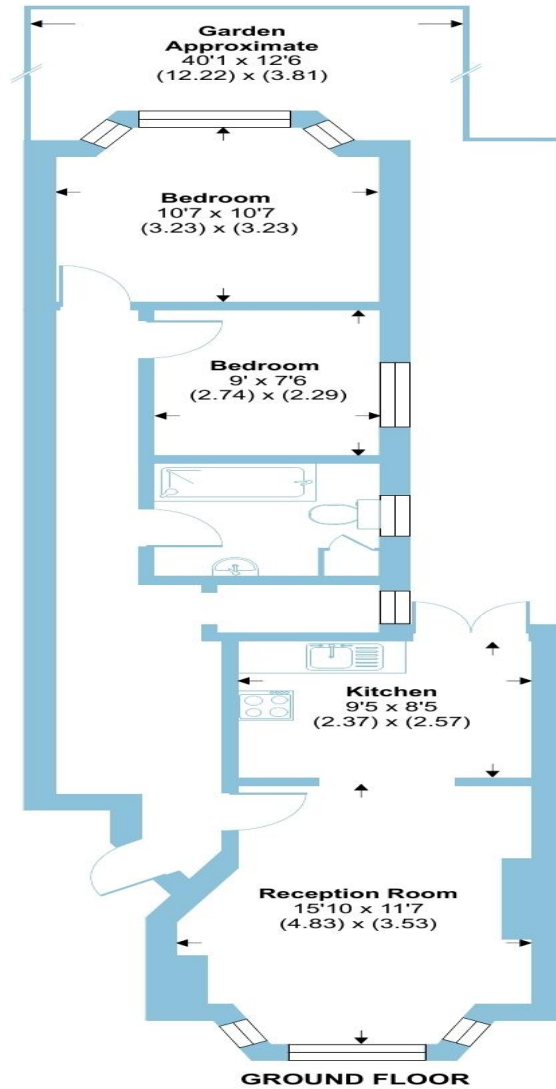 Garden
Approximate
40'1 x 12'6
(12.22) x (3.81)
Bedroom
10'7 x 10'7
(3.23) x (3.23)
Bedroom
9' x 7'6
(2.74) x (2.29)
Kitchen
9'5 x 8'5
(2.37) x (2.57)
Reception Room
15'10 x 11'7
(4.83) x (3.53)
GROUND FLOOR